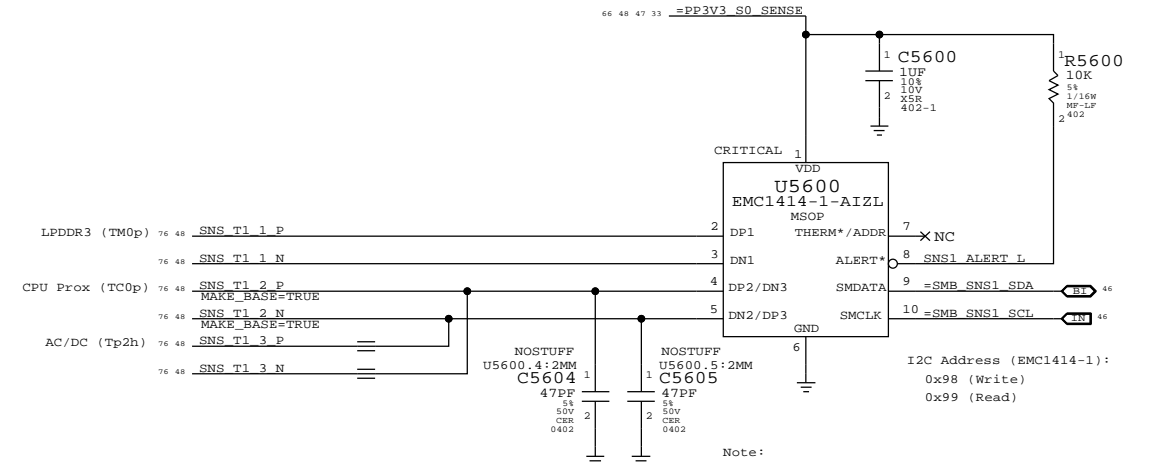 66 48 47 33 =PP3V3_S0_SENSE
1 C5600
1UF
10%
10V
2 X5R
402-1
1 R5600
10K
5%
1/16W
MF-LF
2 402
CRITICAL 1
VDD
U5600
EMC1414-1-AIZL
MSOP
LPDDR3 (TM0p) 76 48 SNS_T1_1_P 2 DP1 THERM*/ADDR 7 NC
76 48 SNS_T1_1_N 3 DN1 ALERT* 8 SNS1_ALERT_L
CPU Prox (TC0p) 76 48 SNS_T1_2_P 4 DP2/DN3 SMDATA 9 =SMB_SNS1_SDA BI 46
MAKE_BASE=TRUE
76 48 SNS_T1_2_N 5 DN2/DP3 SMCLK 10 =SMB_SNS1_SCL IN 46
MAKE_BASE=TRUE
GND
6
AC/DC (Tp2h) 76 48 SNS_T1_3_P
76 48 SNS_T1_3_N
NOSTUFF
U5600.4:2MM
C5604 1
47PF
5%
50V 2
CER
0402
NOSTUFF
U5600.5:2MM
1 C5605
47PF
5%
2 50V
CER
0402
I2C Address (EMC1414-1):
0x98 (Write)
0x99 (Read)
Note: